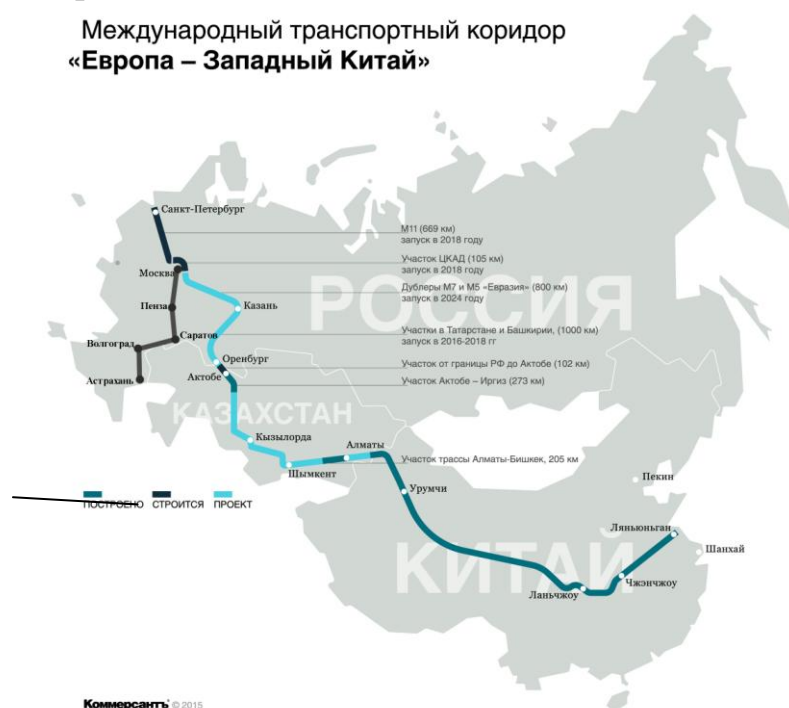 Международный транспортный коридор
«Европа – Западный Китай»
Санкт-Петербург
М11 (669 км)
запуск в 2018 году
Участок ЦКАД (105 км)
запуск в 2018 году
Москва
Дублеры М7 и М5 «Евразия» (800 км)
запуск в 2024 году
РОССИЯ
Пенза
Казань
Участки в Татарстане и Башкирии, (1000 км)
запуск в 2016-2018 гг
Саратов
Волгоград
Оренбург
Участок от границы РФ до Актобе (102 км)
Актобе
Астрахань
Участок Актобе – Иргиз (273 км)
КАЗАХСТАН
Кызылорда
Алматы
Участок трассы Алматы-Бишкек, 205 км
Шымкент
Урумчи
Пекин
ПОСТРОЕНО СТРОИТСЯ ПРОЕКТ
Ляньюньган
Шанхай
КИТАЙ
Чжэнчжоу
Ланьчжоу
Коммерсантъ © 2015